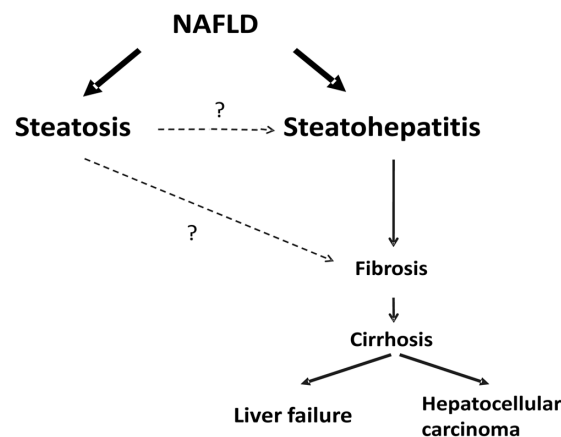 NAFLD
Steatosis
?
Steatohepatitis
?
Fibrosis
Cirrhosis
Liver failure
Hepatocellular
carcinoma